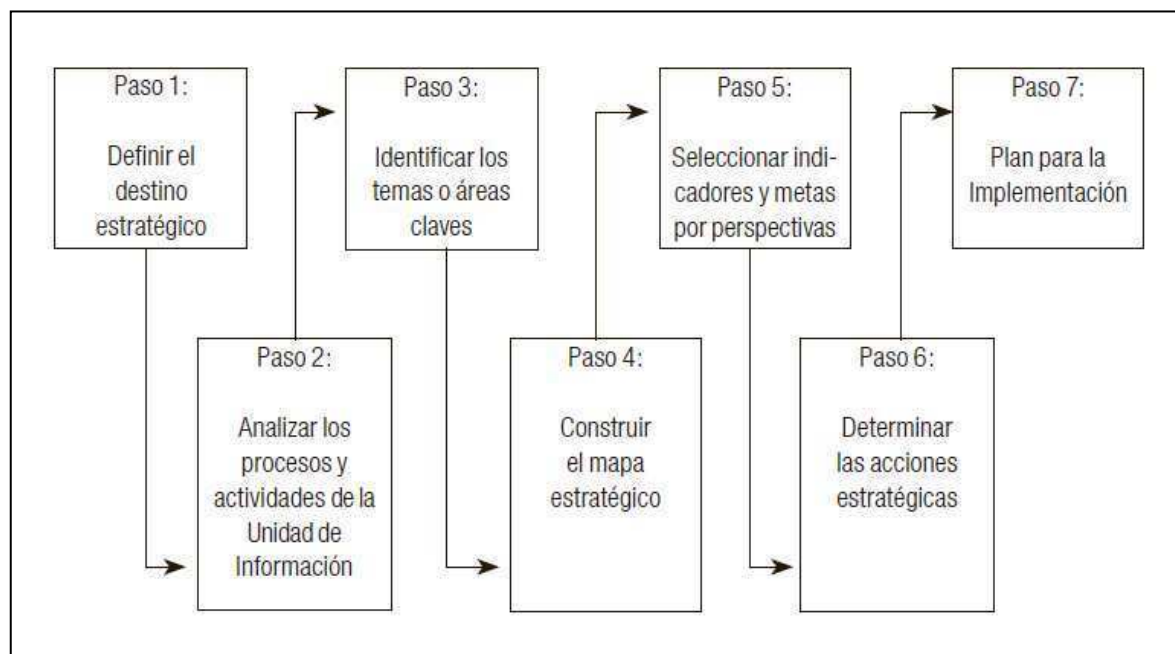 Paso 1:
Definir el
destino
estratégico
Paso 2:
Analizar los
procesos y
actividades de la
Unidad de
Información
Paso 3:
Identificar los
temas o áreas
claves
Paso 4:
Construir
el mapa
estratégico
Paso 5:
Seleccionar indi-
cadores y metas
por perspectivas
Paso 6:
Determinar
las acciones
estratégicas
Paso 7:
Plan para la
Implementación